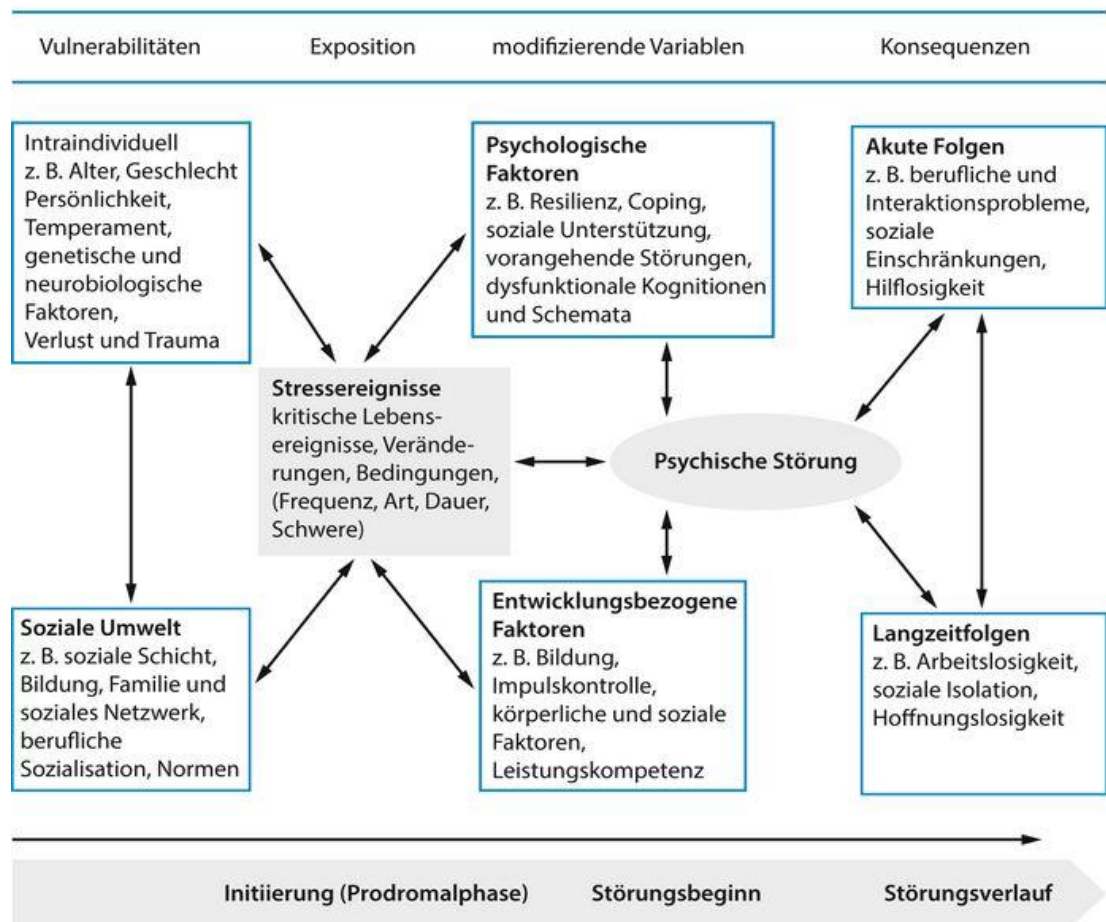 Vulnerabilitäten
Exposition
modifizierende Variablen
Konsequenzen
Intraindividuell
z. B. Alter, Geschlecht
Persönlichkeit,
Temperament,
genetische und
neurobiologische
Faktoren,
Verlust und Trauma
Psychologische
Faktoren
z. B. Resilienz, Coping,
soziale Unterstützung,
vorangehende Störungen,
dysfunktionale Kognitionen
und Schemata
Akute Folgen
z. B. berufliche und
Interaktionsprobleme,
soziale
Einschränkungen,
Hilflosigkeit
Stressereignisse
kritische Lebens-
ereignisse, Verände-
rungen, Bedingungen,
(Frequenz, Art, Dauer,
Schwere)
Psychische Störung
Soziale Umwelt
z. B. soziale Schicht,
Bildung, Familie und
soziales Netzwerk,
berufliche
Sozialisation, Normen
Entwicklungsbezogene
Faktoren
z. B. Bildung,
Impulskontrolle,
körperliche und soziale
Faktoren,
Leistungskompetenz
Langzeitfolgen
z. B. Arbeitslosigkeit,
soziale Isolation,
Hoffnungslosigkeit
Initiierung (Prodromalphase)
Störungsbeginn
Störungsverlauf